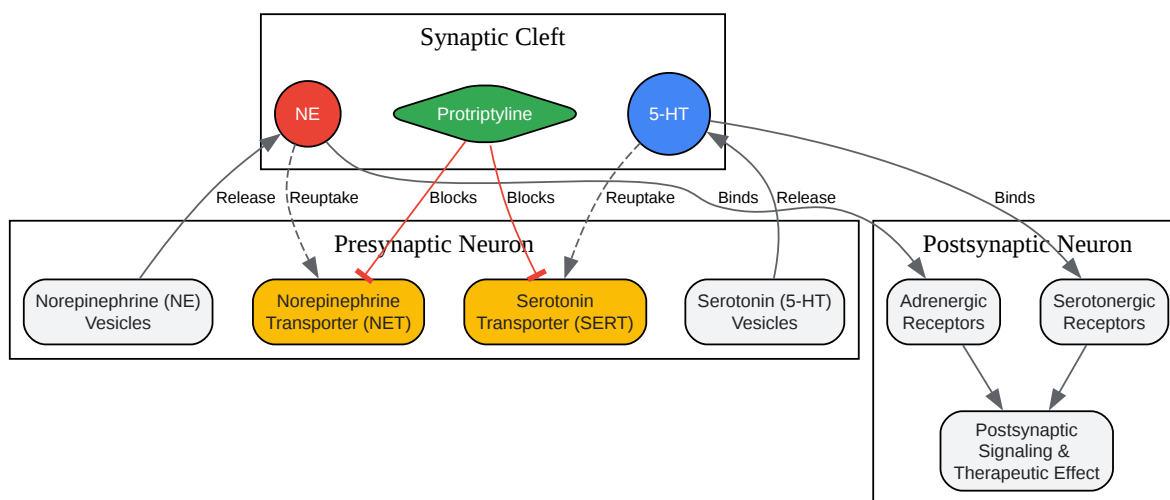 Synaptic Cleft
NE
Protriptyline
5-HT
Release
Reuptake
Blocks
Blocks
Reuptake
Binds
Release
Binds
Presynaptic Neuron
Postsynaptic Neuron
Norepinephrine (NE)
Vesicles
Norepinephrine
Transporter (NET)
Serotonin
Transporter (SERT)
Serotonin (5-HT)
Vesicles
Adrenergic
Receptors
Serotonergic
Receptors
Postsynaptic
Signaling &
Therapeutic Effect